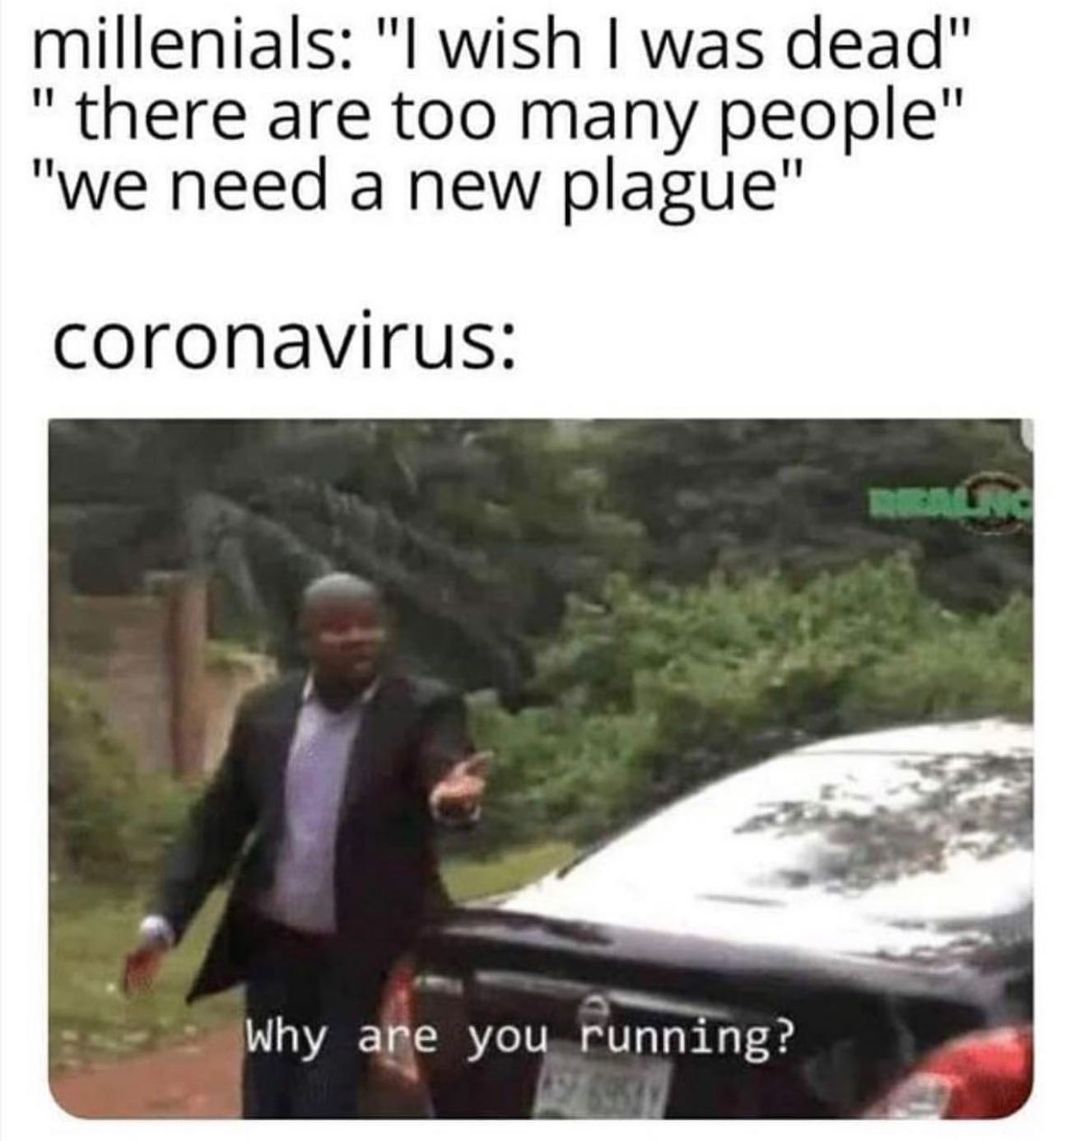 millenials: "I wish I was dead"
" there are too many people"
"we need a new plague"
coronavirus:
Why are you running?